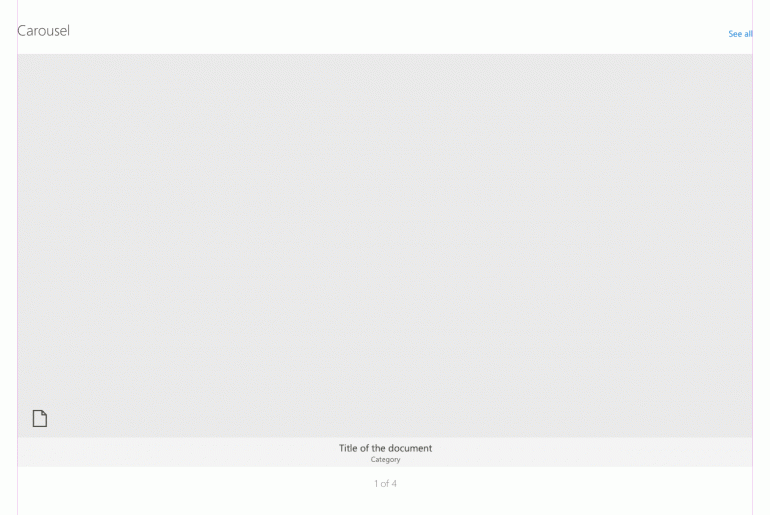 Carousel
See all
Title of the document
Category
1 of 4